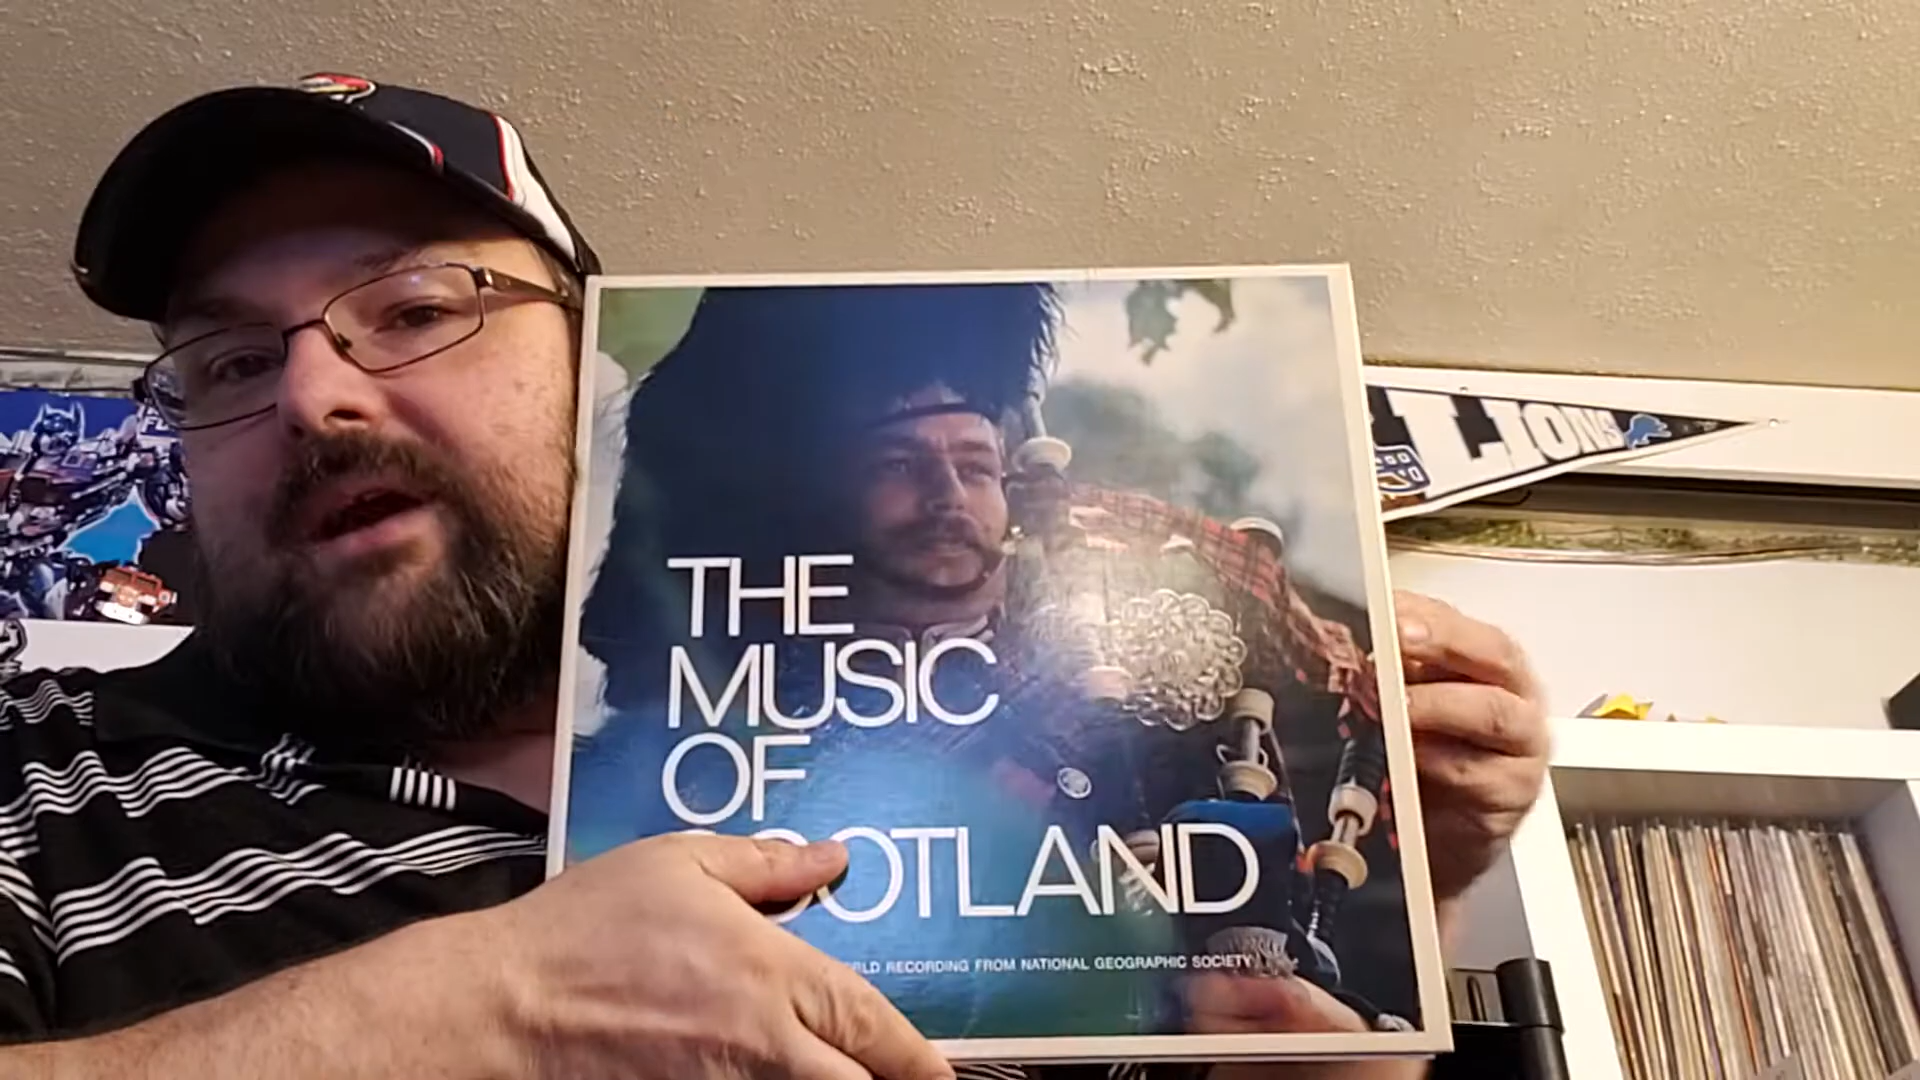 THE
MUSIC
OF
OTLAND
RECORDING FROM NATIONAL GEOGRAPHIC SOCIETY
LIONS